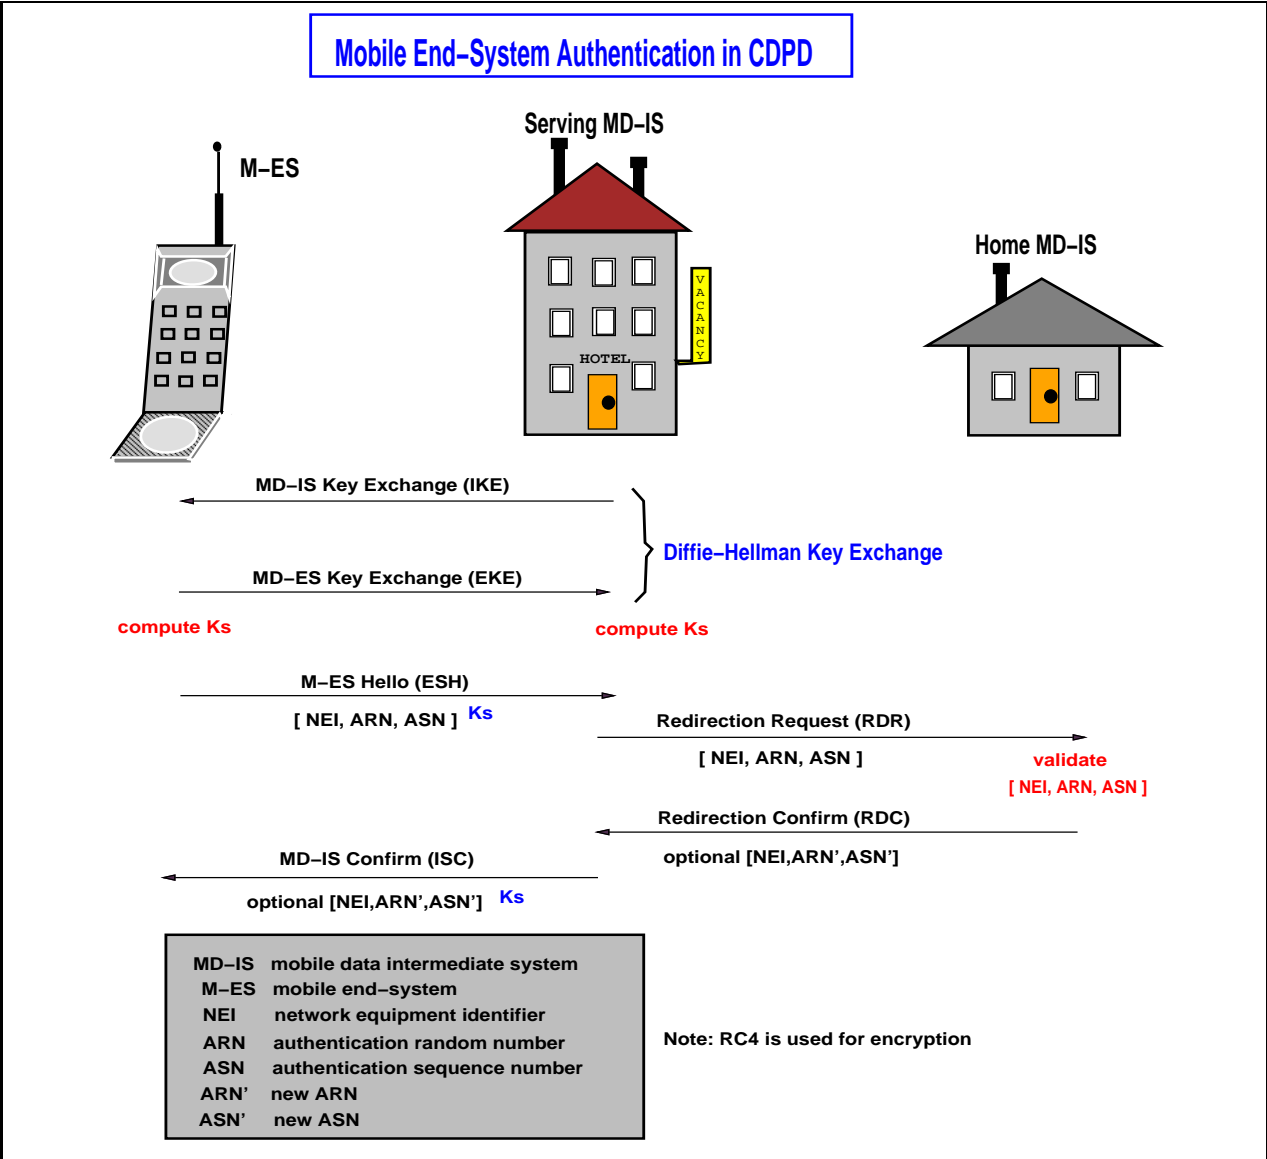 Mobile End–System Authentication in CDPD
Serving MD–IS
M–ES
Home MD–IS
VACANCY
HOTEL
MD–IS Key Exchange (IKE)
Diffie–Hellman Key Exchange
MD–ES Key Exchange (EKE)
compute Ks
compute Ks
M–ES Hello (ESH)
[ NEI, ARN, ASN ] Ks
Redirection Request (RDR)
[ NEI, ARN, ASN ]
validate
[ NEI, ARN, ASN ]
Redirection Confirm (RDC)
optional [NEI,ARN’,ASN’]
MD–IS Confirm (ISC)
optional [NEI,ARN’,ASN’] Ks
MD–IS mobile data intermediate system
M–ES mobile end–system
NEI network equipment identifier
ARN authentication random number
ASN authentication sequence number
ARN’ new ARN
ASN’ new ASN
Note: RC4 is used for encryption